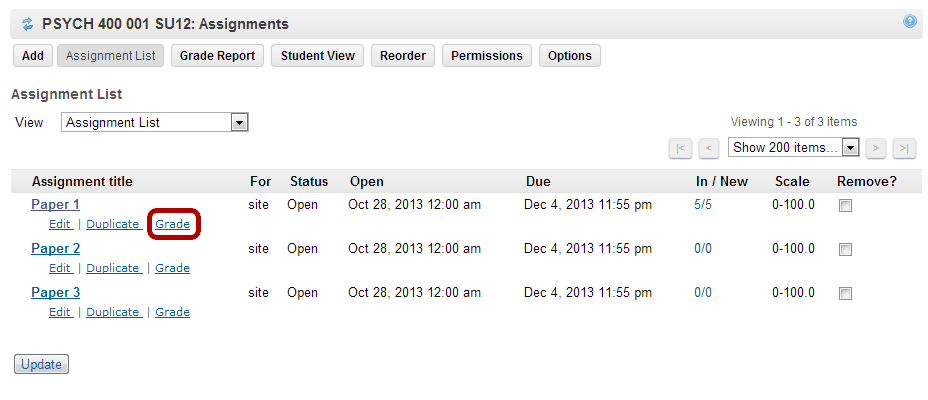 PSYCH 400 001 SU12: Assignments ?
Add Assignment List Grade Report Student View Reorder Permissions Options
Assignment List
View Assignment List
Viewing 1 - 3 of 3 items
|< < Show 200 items... > >|
Assignment title For Status Open Due In / New Scale Remove?
Paper 1 site Open Oct 28, 2013 12:00 am Dec 4, 2013 11:55 pm 5/5 0-100.0
Edit | Duplicate | Grade
Paper 2 site Open Oct 28, 2013 12:00 am Dec 4, 2013 11:55 pm 0/0 0-100.0
Edit | Duplicate | Grade
Paper 3 site Open Oct 28, 2013 12:00 am Dec 4, 2013 11:55 pm 0/0 0-100.0
Edit | Duplicate | Grade
Update